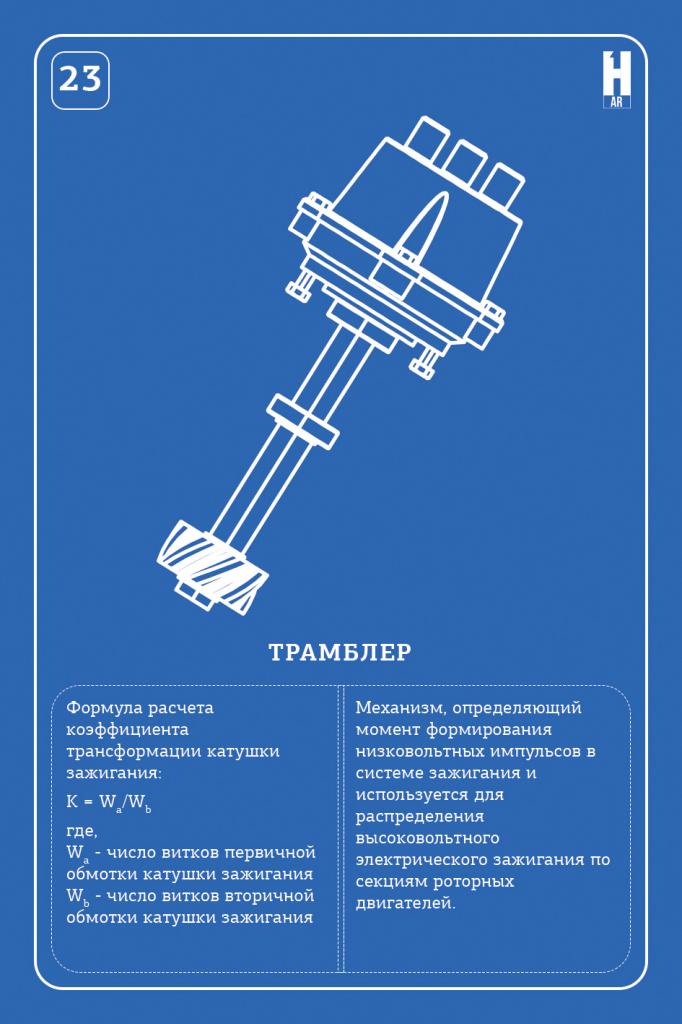 23
H
AR
ТРАМБЛЕР
Формула расчета
коэффициента
трансформации катушки
зажигания:
K = Wa/Wb
где,
Wa - число витков первичной
обмотки катушки зажигания
Wb - число витков вторичной
обмотки катушки зажигания
Механизм, определяющий
момент формирования
низковольтных импульсов в
системе зажигания и
используется для
распределения
высоковольтного
электрического зажигания по
секциям роторных
двигателей.